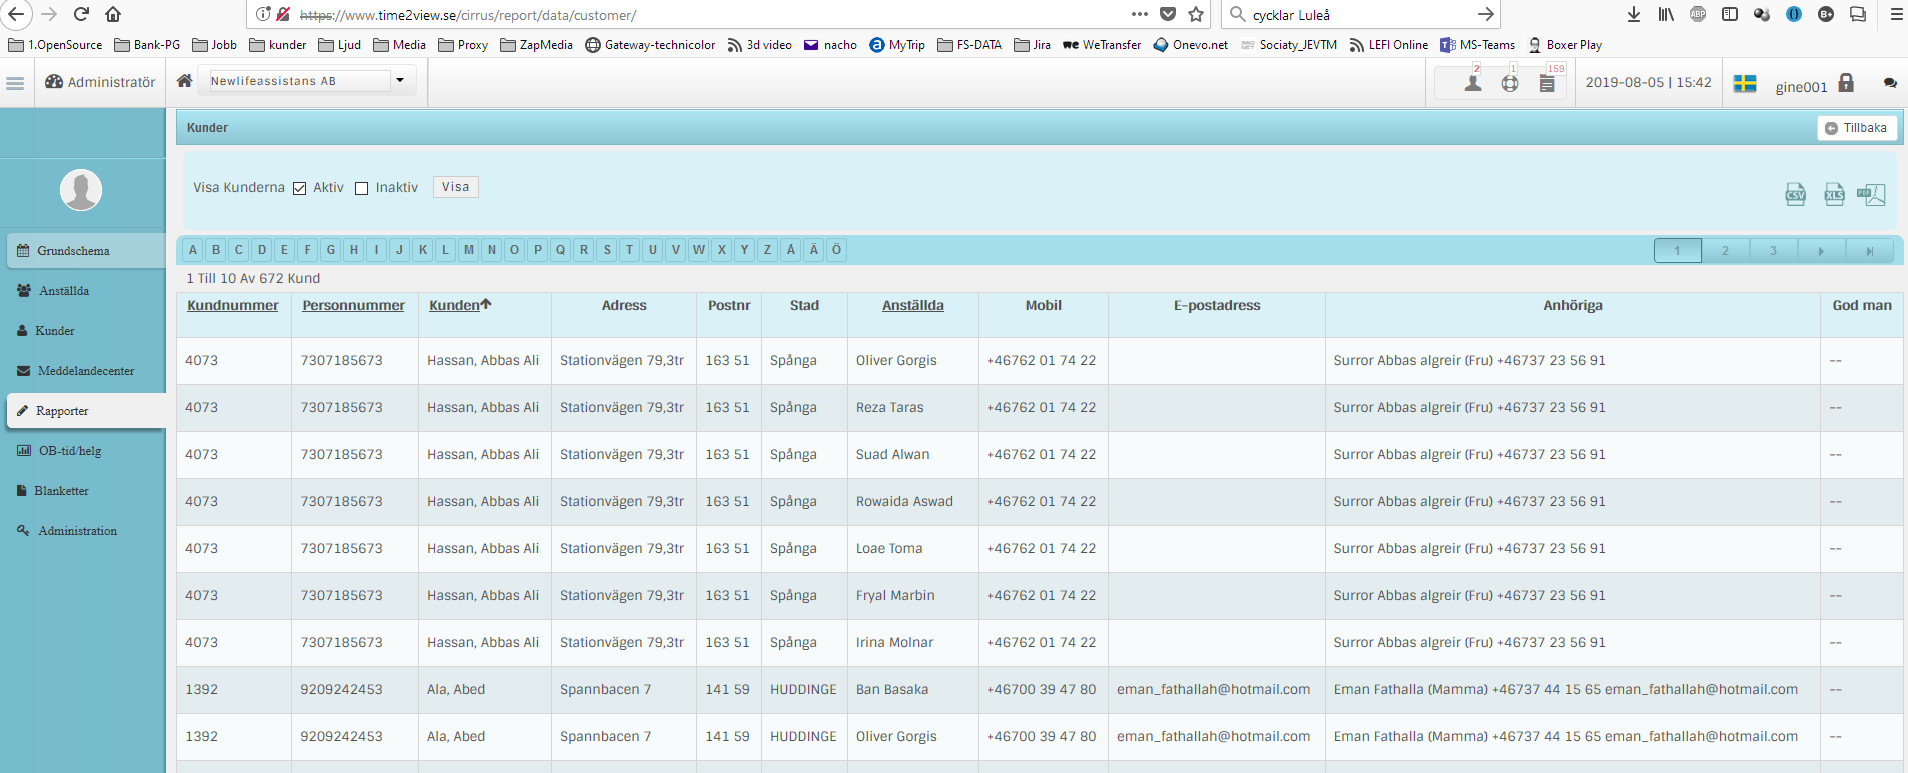 https://www.time2view.se/cirrus/report/data/customer/
cycklar Luleå
ABP
B+
1.OpenSource Bank-PG Jobb kunder Ljud Media Proxy ZapMedia Gateway-technicolor 3d video nacho MyTrip FS-DATA Jira WeTransfer Onevo.net Sociaty_JEVTM LEFI Online MS-Teams Boxer Play
Administratör Newlifeassistans AB 2 1 159 2019-08-05 | 15:42 gine001
Kunder Tillbaka
Visa Kunderna Aktiv Inaktiv Visa CSV XLS PDF
A B C D E F G H I J K L M N O P Q R S T U V W X Y Z Å Ä Ö 1 2 3
1 Till 10 Av 672 Kund
Grundschema
Anställda
Kunder
Meddelandecenter
Rapporter
OB-tid/helg
Blanketter
Administration
Kundnummer Personnummer Kunden Adress Postnr Stad Anställda Mobil E-postadress Anhöriga God man
4073 7307185673 Hassan, Abbas Ali Stationvägen 79,3tr 163 51 Spånga Oliver Gorgis +46762 01 74 22 Surror Abbas algreir (Fru) +46737 23 56 91 --
4073 7307185673 Hassan, Abbas Ali Stationvägen 79,3tr 163 51 Spånga Reza Taras +46762 01 74 22 Surror Abbas algreir (Fru) +46737 23 56 91 --
4073 7307185673 Hassan, Abbas Ali Stationvägen 79,3tr 163 51 Spånga Suad Alwan +46762 01 74 22 Surror Abbas algreir (Fru) +46737 23 56 91 --
4073 7307185673 Hassan, Abbas Ali Stationvägen 79,3tr 163 51 Spånga Rowaida Aswad +46762 01 74 22 Surror Abbas algreir (Fru) +46737 23 56 91 --
4073 7307185673 Hassan, Abbas Ali Stationvägen 79,3tr 163 51 Spånga Loae Toma +46762 01 74 22 Surror Abbas algreir (Fru) +46737 23 56 91 --
4073 7307185673 Hassan, Abbas Ali Stationvägen 79,3tr 163 51 Spånga Fryal Marbin +46762 01 74 22 Surror Abbas algreir (Fru) +46737 23 56 91 --
4073 7307185673 Hassan, Abbas Ali Stationvägen 79,3tr 163 51 Spånga Irina Molnar +46762 01 74 22 Surror Abbas algreir (Fru) +46737 23 56 91 --
1392 9209242453 Ala, Abed Spannbacen 7 141 59 HUDDINGE Ban Basaka +46700 39 47 80 eman_fathallah@hotmail.com Eman Fathalla (Mamma) +46737 44 15 65 eman_fathallah@hotmail.com --
1392 9209242453 Ala, Abed Spannbacen 7 141 59 HUDDINGE Oliver Gorgis +46700 39 47 80 eman_fathallah@hotmail.com Eman Fathalla (Mamma) +46737 44 15 65 eman_fathallah@hotmail.com --